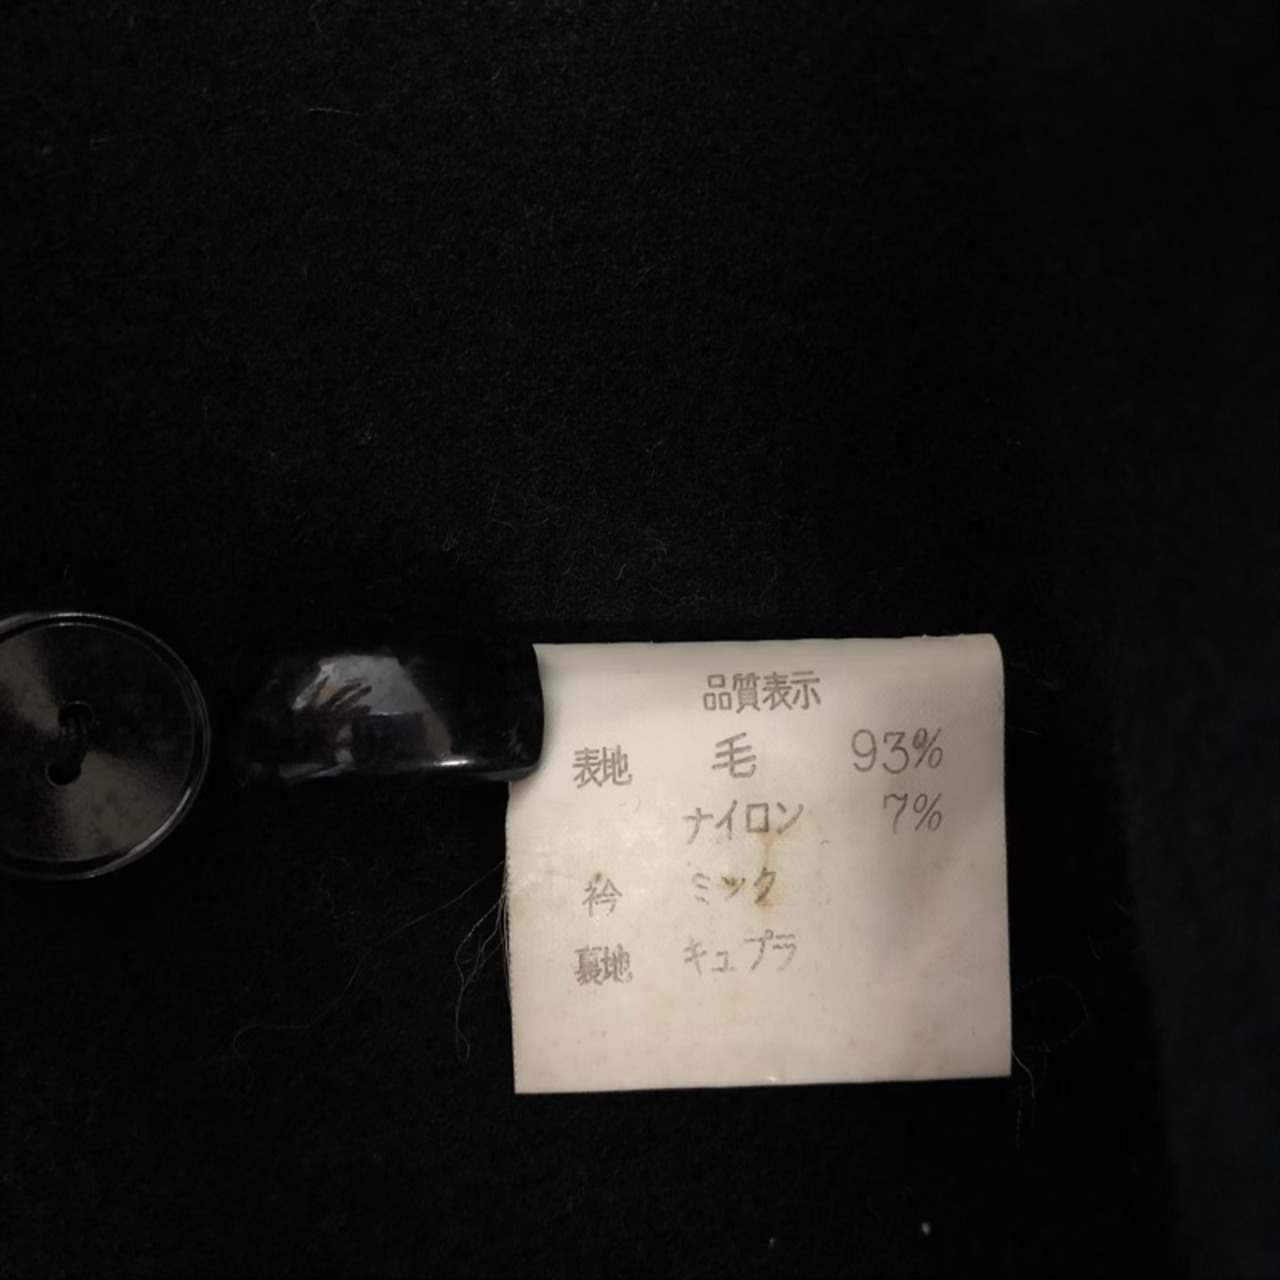 品質表示
表地 毛 93%
ナイロン 7%
衿 ミンク
裏地 キュプラ